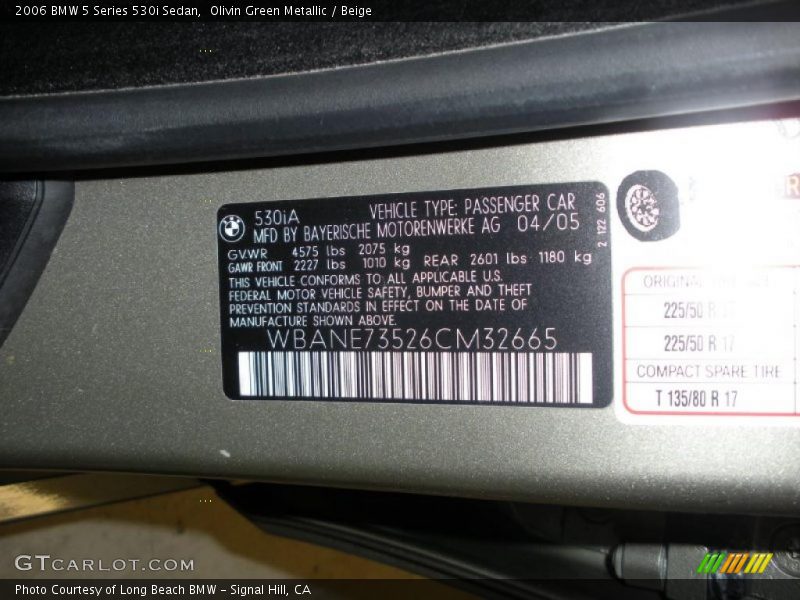 2006 BMW 5 Series 530i Sedan, Olivin Green Metallic / Beige
530iA VEHICLE TYPE: PASSENGER CAR
MFD BY BAYERISCHE MOTORENWERKE AG 04/05
GVWR 4575 lbs 2075 kg
GAWR FRONT 2227 lbs 1010 kg REAR 2601 lbs 1180 kg
THIS VEHICLE CONFORMS TO ALL APPLICABLE U.S.
FEDERAL MOTOR VEHICLE SAFETY, BUMPER AND THEFT
PREVENTION STANDARDS IN EFFECT ON THE DATE OF
MANUFACTURE SHOWN ABOVE.
WBANE73526CM32665
2 122 606
R
ORIGINAL
225/50 R 17
225/50 R 17
COMPACT SPARE TIRE
T 135/80 R 17
GTCARLOT.COM
Photo Courtesy of Long Beach BMW - Signal Hill, CA